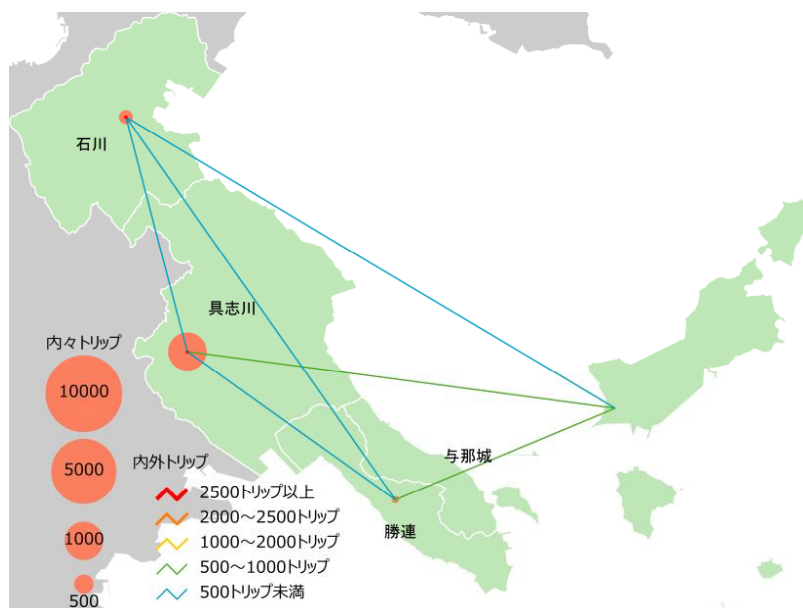 石川
具志川
内々トリップ
10000
5000
1000
500
与那城
勝連
内外トリップ
2500トリップ以上
2000～2500トリップ
1000～2000トリップ
500～1000トリップ
500トリップ未満